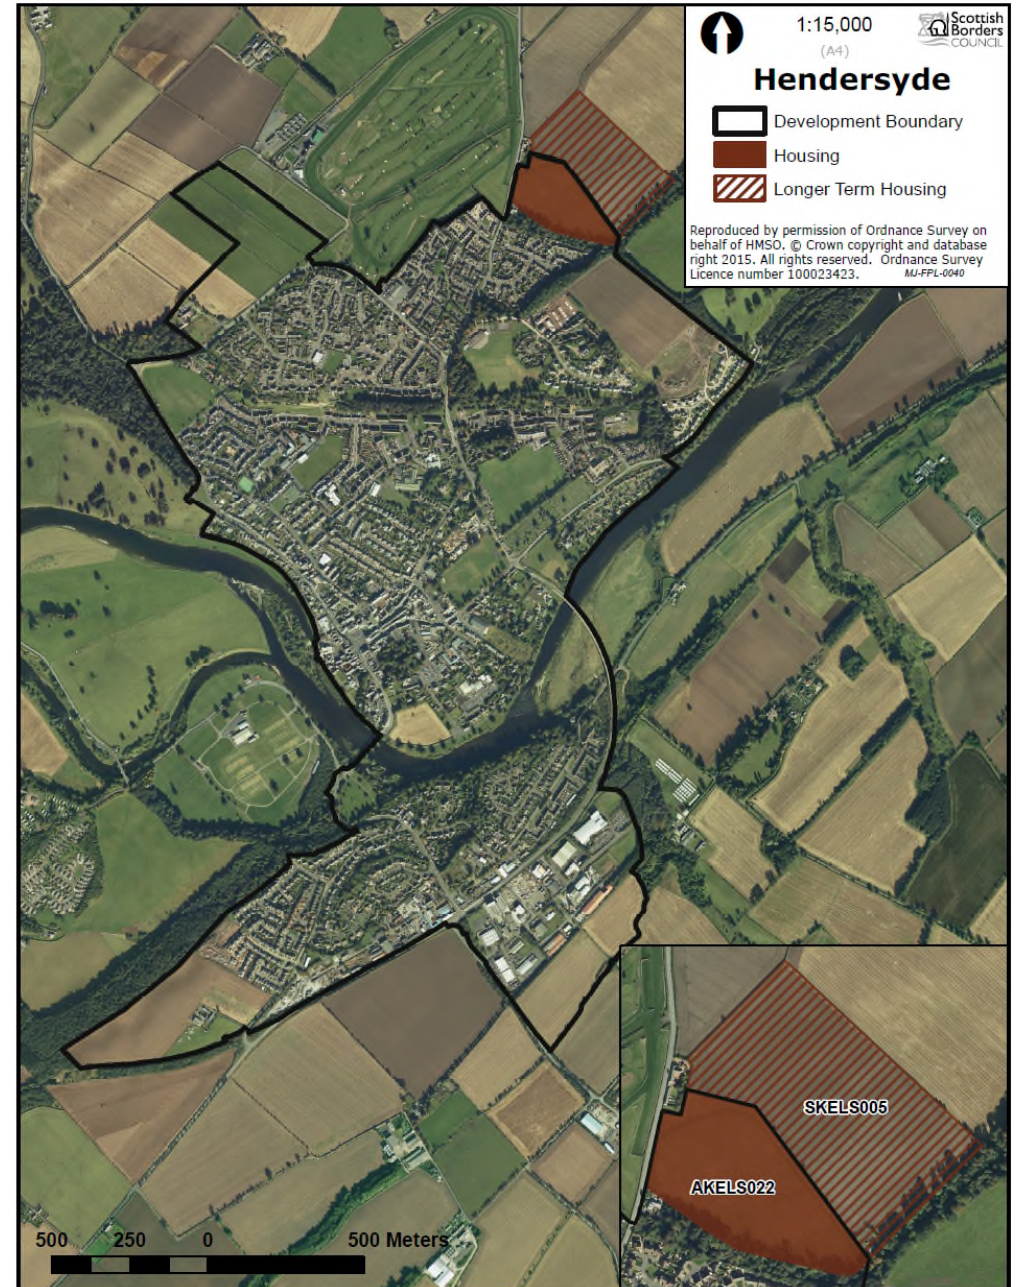 1:15,000
(A4)
Scottish
Borders
COUNCIL
Hendersyde
Development Boundary
Housing
Longer Term Housing
Reproduced by permission of Ordnance Survey on
behalf of HMSO. © Crown copyright and database
right 2015. All rights reserved. Ordnance Survey
Licence number 100023423. MJ-FPL-0040
SKELS005
AKELS022
500 250 0 500 Meters